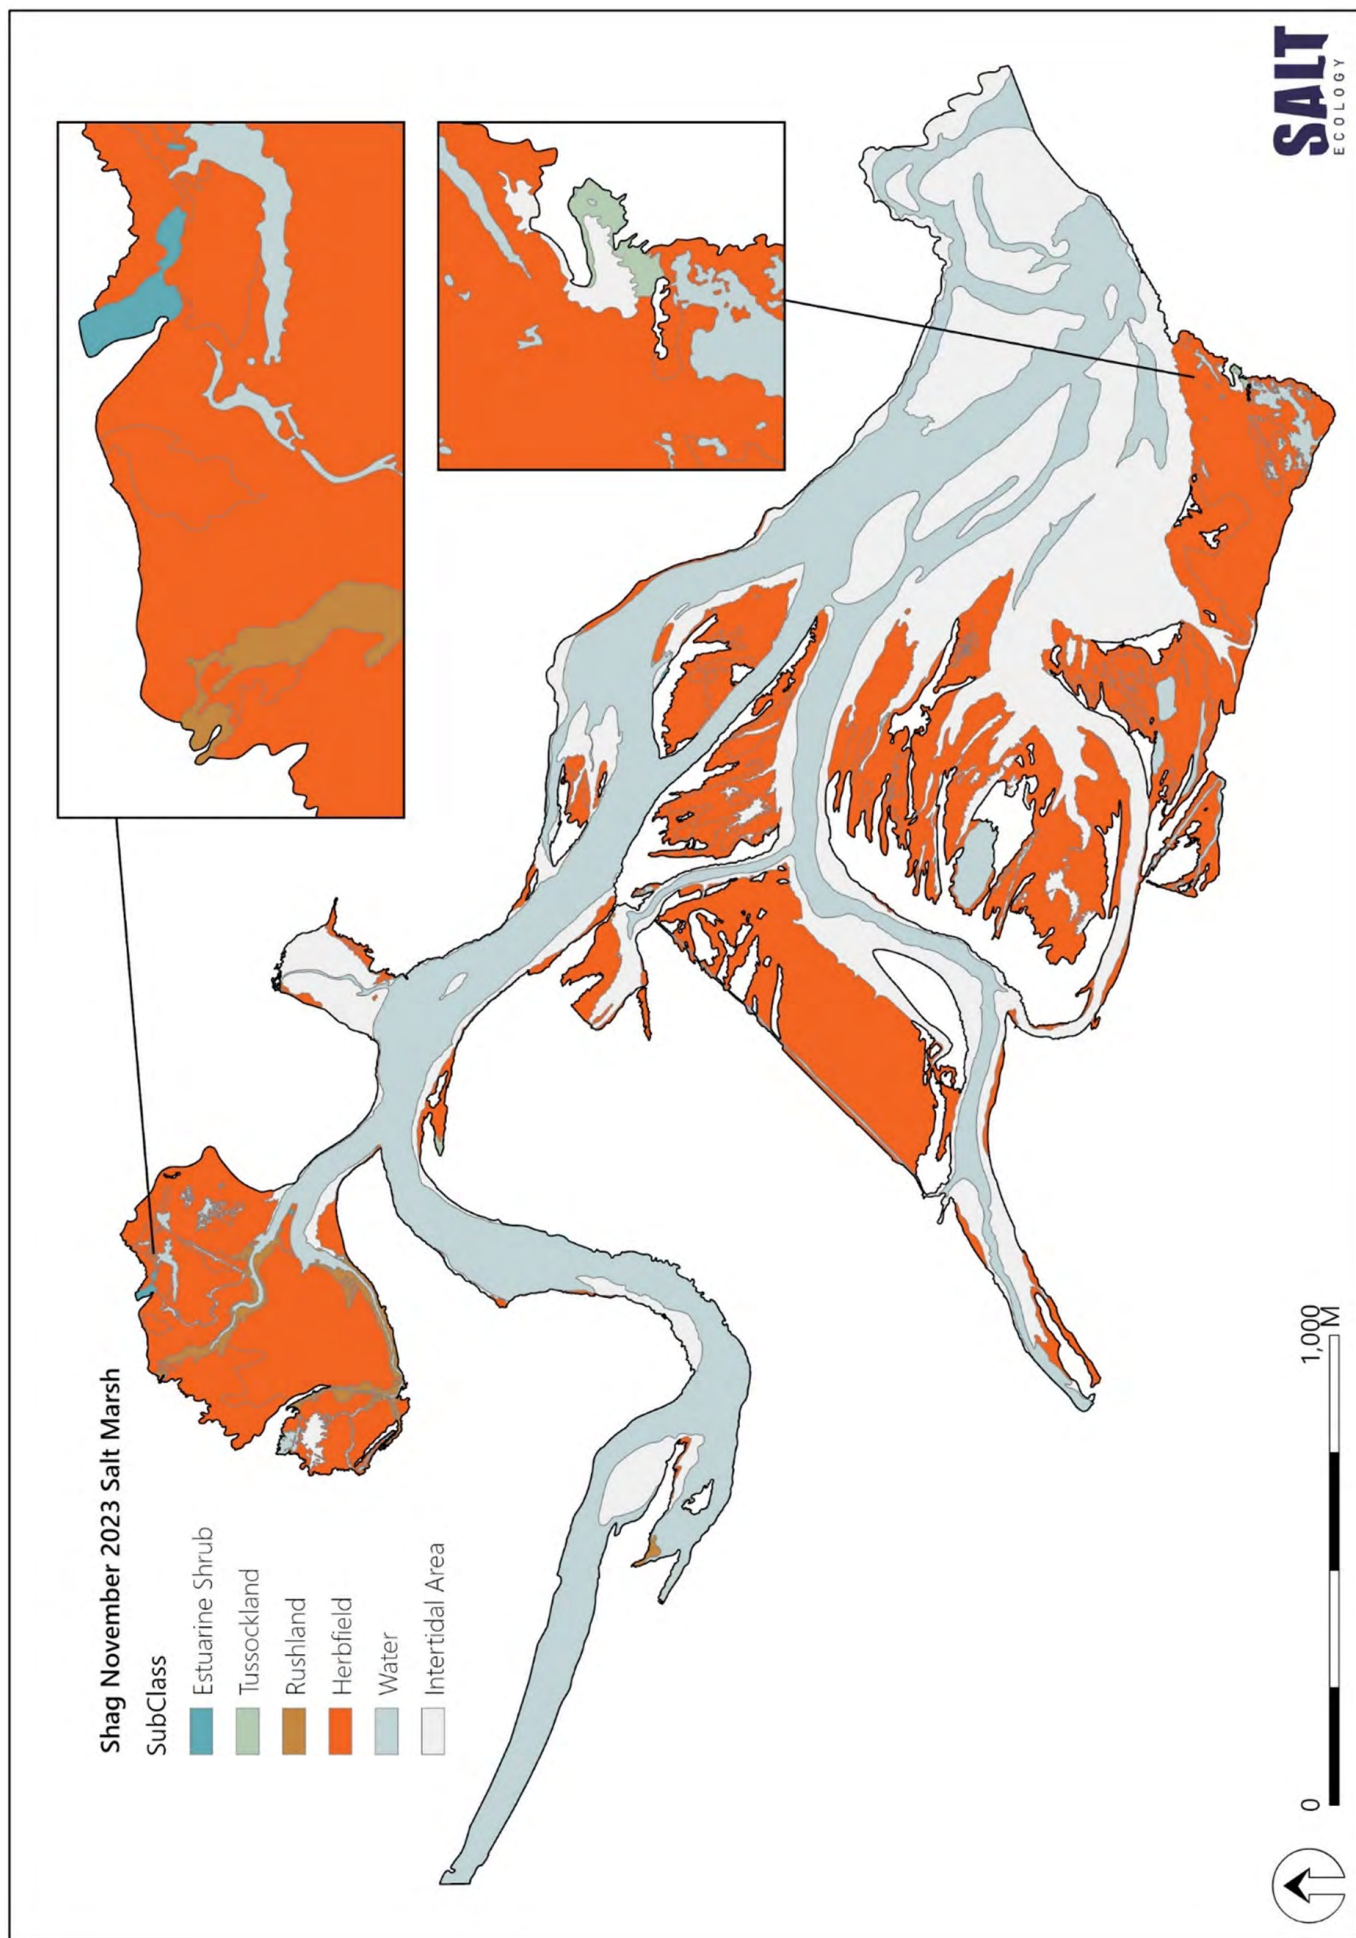 Shag November 2023 Salt Marsh
SubClass
Estuarine Shrub
Tussockland
Rushland
Herbfield
Water
Intertidal Area
0
1,000
M
SALT
ECOLOGY